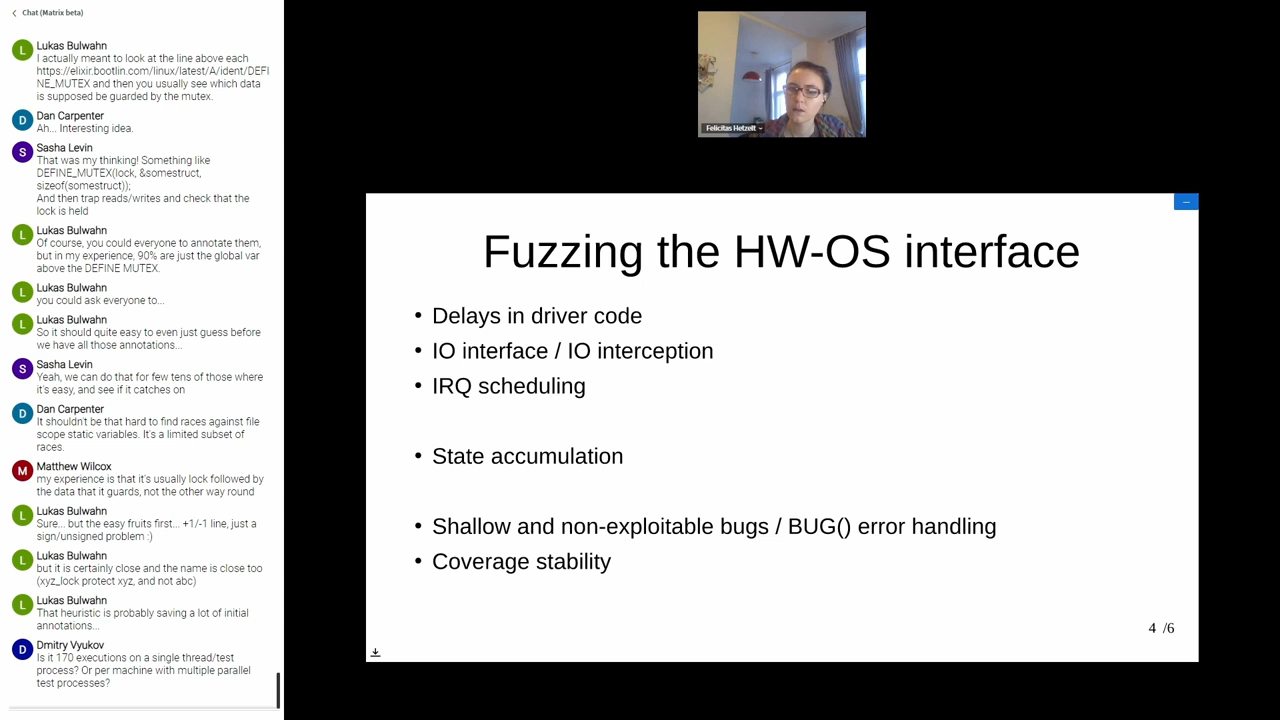 Chat (Matrix beta)
Lukas Bulwahn
I actually meant to look at the line above each
https://elixir.bootlin.com/linux/latest/A/ident/DEFI
NE_MUTEX and then you usually see which data
is supposed be guarded by the mutex.
Dan Carpenter
Ah... Interesting idea.
Sasha Levin
That was my thinking! Something like
DEFINE_MUTEX(lock, &somestruct,
sizeof(somestruct));
And then trap reads/writes and check that the
lock is held
Lukas Bulwahn
Of course, you could everyone to annotate them,
but in my experience, 90% are just the global var
above the DEFINE MUTEX.
Lukas Bulwahn
you could ask everyone to...
Lukas Bulwahn
So it should quite easy to even just guess before
we have all those annotations...
Sasha Levin
Yeah, we can do that for few tens of those where
it's easy, and see if it catches on
Dan Carpenter
It shouldn't be that hard to find races against file
scope static variables. It's a limited subset of
races.
Matthew Wilcox
my experience is that it's usually lock followed by
the data that it guards, not the other way round
Lukas Bulwahn
Sure... but the easy fruits first... +1/-1 line, just a
sign/unsigned problem :)
Lukas Bulwahn
but it is certainly close and the name is close too
(xyz_lock protect xyz, and not abc)
Lukas Bulwahn
That heuristic is probably saving a lot of initial
annotations...
Dmitry Vyukov
Is it 170 executions on a single thread/test
process? Or per machine with multiple parallel
test processes?
Felicitas Hetzelt
Fuzzing the HW-OS interface
• Delays in driver code
• IO interface / IO interception
• IRQ scheduling
• State accumulation
• Shallow and non-exploitable bugs / BUG() error handling
• Coverage stability
4 /6